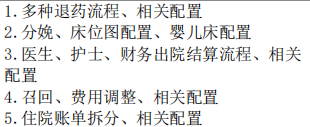 1.多种退药流程、相关配置
2.分娩、床位图配置、婴儿床配置
3.医生、护士、财务出院结算流程、相关
配置
4.召回、费用调整、相关配置
5.住院账单拆分、相关配置